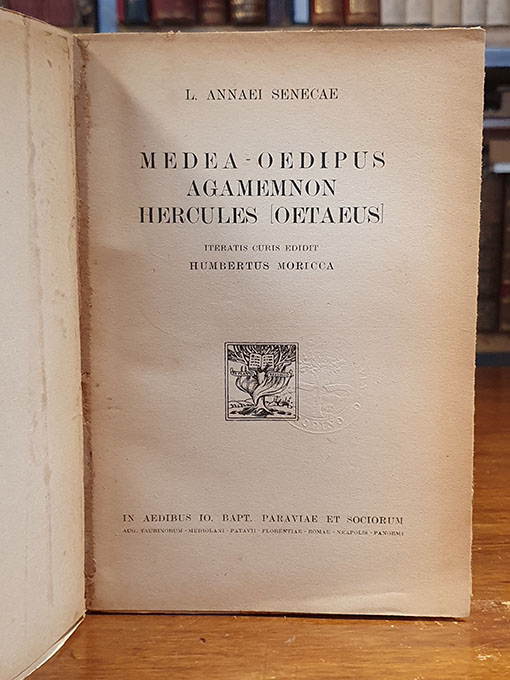 L. ANNAEI SENECAE
MEDEA - OEDIPUS
AGAMEMNON
HERCULES [OETAEUS]
ITERATIS CURIS EDIDIT
HUMBERTUS MORICCA
IN AEDIBUS IO. BAPT. PARAVIAE ET SOCIORUM
AUG. TAURINORUM - MEDIOLANI - PATAVII - FLORENTIAE - ROMAE - NEAPOLIS - PANORMI